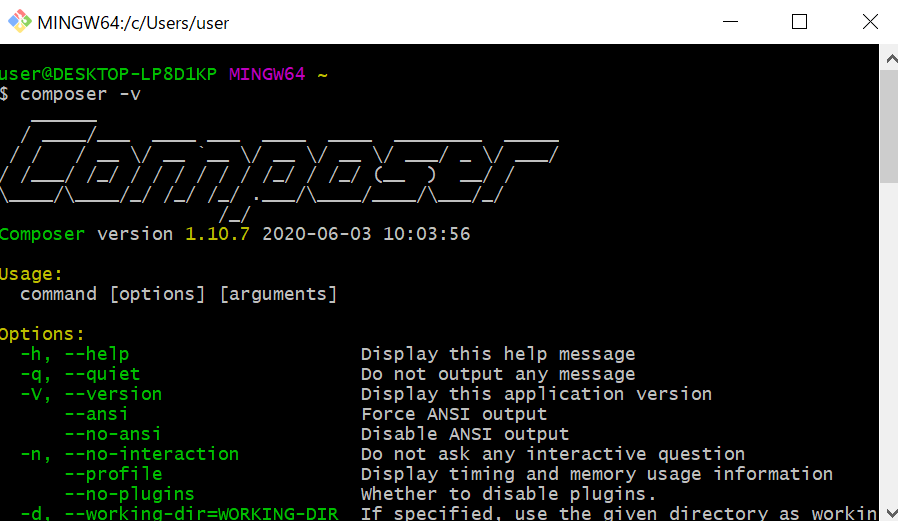 MINGW64:/c/Users/user
user@DESKTOP-LP8D1KP MINGW64 ~
$ composer -v
Composer
Composer version 1.10.7 2020-06-03 10:03:56
Usage:
command [options] [arguments]
Options:
-h, --help Display this help message
-q, --quiet Do not output any message
-V, --version Display this application version
--ansi Force ANSI output
--no-ansi Disable ANSI output
-n, --no-interaction Do not ask any interactive question
--profile Display timing and memory usage information
--no-plugins Whether to disable plugins.
-d, --working-dir=WORKING-DIR If specified, use the given directory as workin